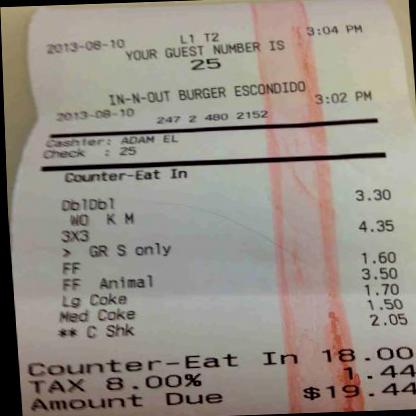 2013-08-10 L1 T2 3:04 PM
YOUR GUEST NUMBER IS
25
IN-N-OUT BURGER ESCONDIDO
2013-08-10 247 2 480 2152 3:02 PM
Cashier: ADAM EL
Check : 25
Counter-Eat In
DblDbl 3.30
WO K M
3X3 4.35
> GR S only
FF 1.60
FF Animal 3.50
Lg Coke 1.70
Med Coke 1.50
** C Shk 2.05
Counter-Eat In 18.00
TAX 8.00% 1.44
Amount Due $19.44